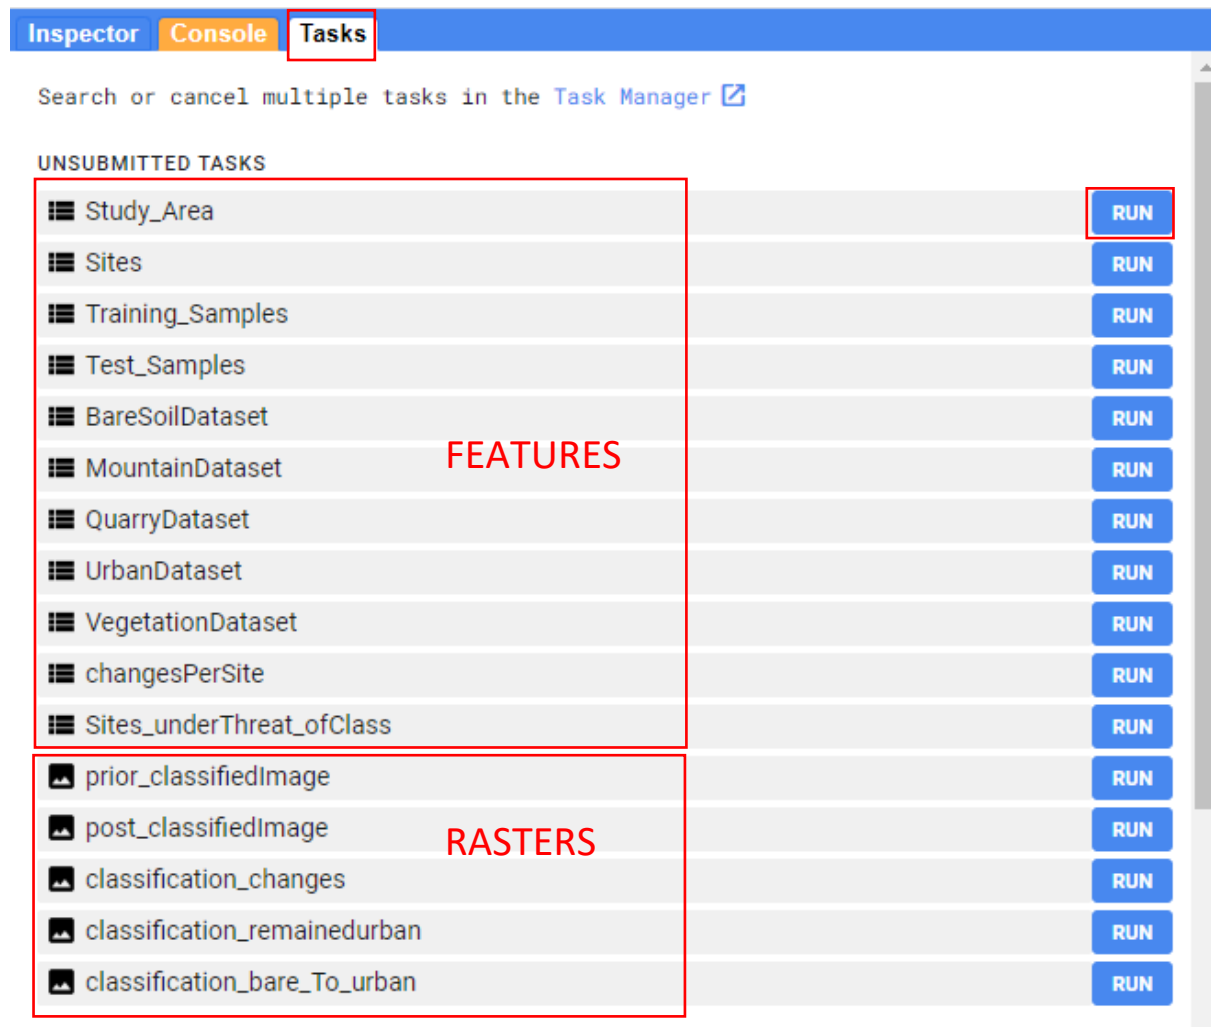 Inspector Console Tasks
Search or cancel multiple tasks in the Task Manager
UNSUBMITTED TASKS
Study_Area RUN
Sites RUN
Training_Samples RUN
Test_Samples RUN
BareSoilDataset RUN
FEATURES
MountainDataset RUN
QuarryDataset RUN
UrbanDataset RUN
VegetationDataset RUN
changesPerSite RUN
Sites_underThreat_ofClass RUN
prior_classifiedImage RUN
post_classifiedImage RUN
RASTERS
classification_changes RUN
classification_remainedurban RUN
classification_bare_To_urban RUN